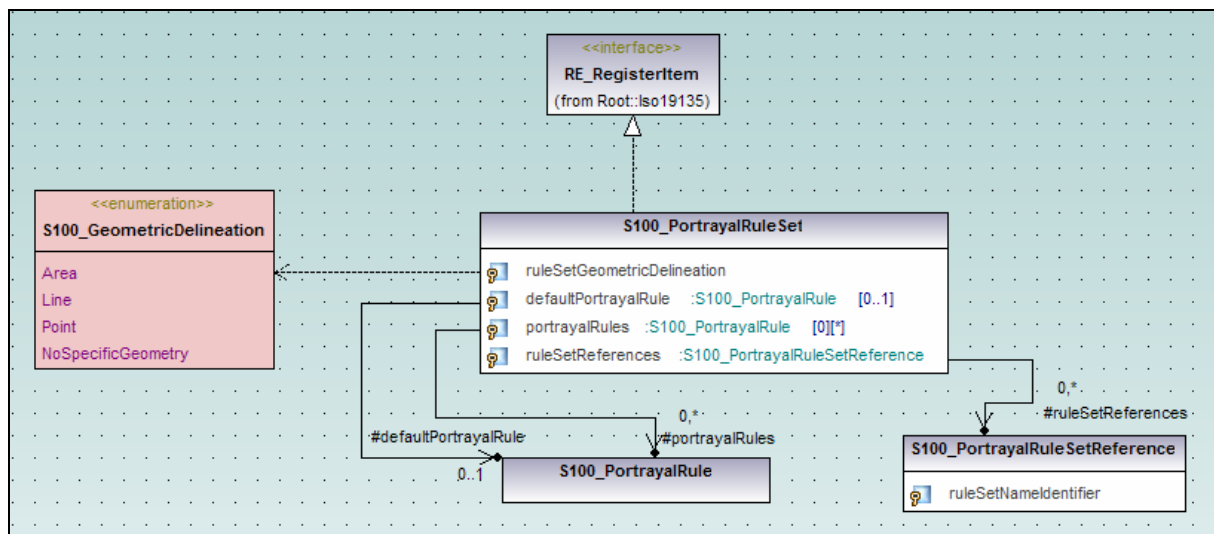 <<interface>>
RE_RegisterItem
(from Root::Iso19135)
<<enumeration>>
S100_GeometricDelineation
Area
Line
Point
NoSpecificGeometry
S100_PortrayalRuleSet
ruleSetGeometricDelineation
defaultPortrayalRule :S100_PortrayalRule [0..1]
portrayalRules :S100_PortrayalRule [0][*]
ruleSetReferences :S100_PortrayalRuleSetReference
0,*
#ruleSetReferences
0,*
#defaultPortrayalRule
#portrayalRules
0..1
S100_PortrayalRule
S100_PortrayalRuleSetReference
ruleSetNameIdentifier